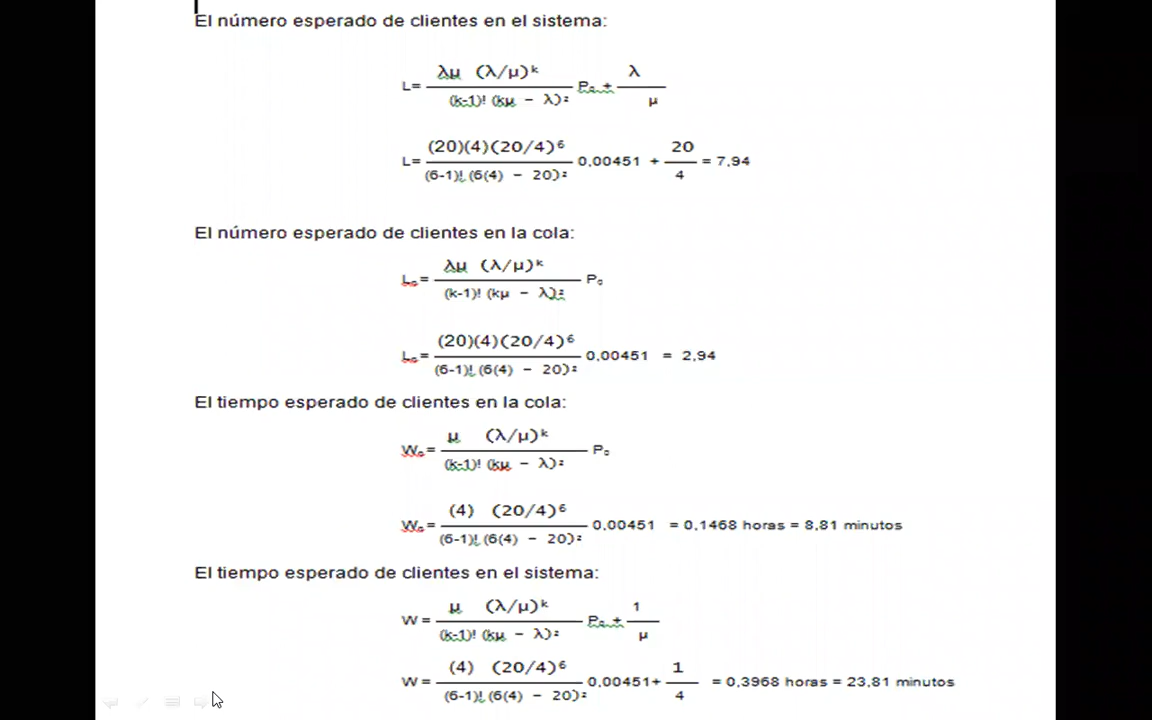 El número esperado de clientes en el sistema:
L= λμ (λ/μ)ᵏ / (k-1)! (kμ − λ)² P₀ + λ / μ
L= (20)(4)(20/4)⁶ / (6-1)! (6(4) − 20)² 0,00451 + 20 / 4 = 7,94
El número esperado de clientes en la cola:
Lₒ= λμ (λ/μ)ᵏ / (k-1)! (kμ − λ)² P₀
Lₒ= (20)(4)(20/4)⁶ / (6-1)! (6(4) − 20)² 0,00451 = 2,94
El tiempo esperado de clientes en la cola:
Wₒ= μ (λ/μ)ᵏ / (k-1)! (kμ − λ)² P₀
Wₒ= (4) (20/4)⁶ / (6-1)! (6(4) − 20)² 0,00451 = 0,1468 horas = 8,81 minutos
El tiempo esperado de clientes en el sistema:
W= μ (λ/μ)ᵏ / (k-1)! (kμ − λ)² P₀ + 1 / μ
W= (4) (20/4)⁶ / (6-1)! (6(4) − 20)² 0,00451+ 1 / 4 = 0,3968 horas = 23,81 minutos